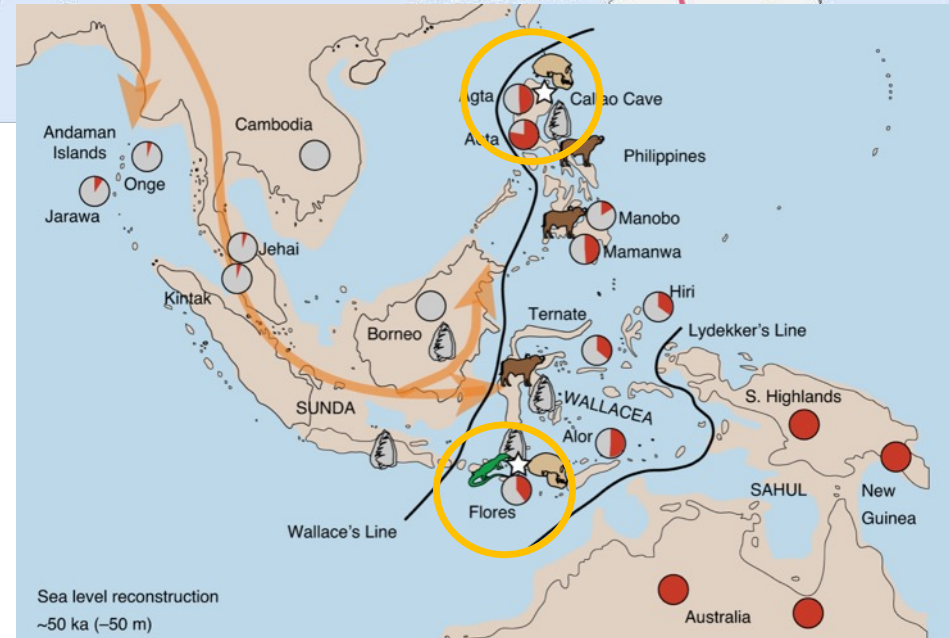 Agta
Callao Cave
Aeta
Cambodia
Andaman
Islands
Onge
Jarawa
Philippines
Manobo
Mamanwa
Jehai
Kintak
Hiri
Ternate
Lydekker's Line
Borneo
S. Highlands
WALLACEA
SUNDA
Alor
SAHUL
New
Guinea
Flores
Wallace's Line
Sea level reconstruction
~50 ka (–50 m)
Australia